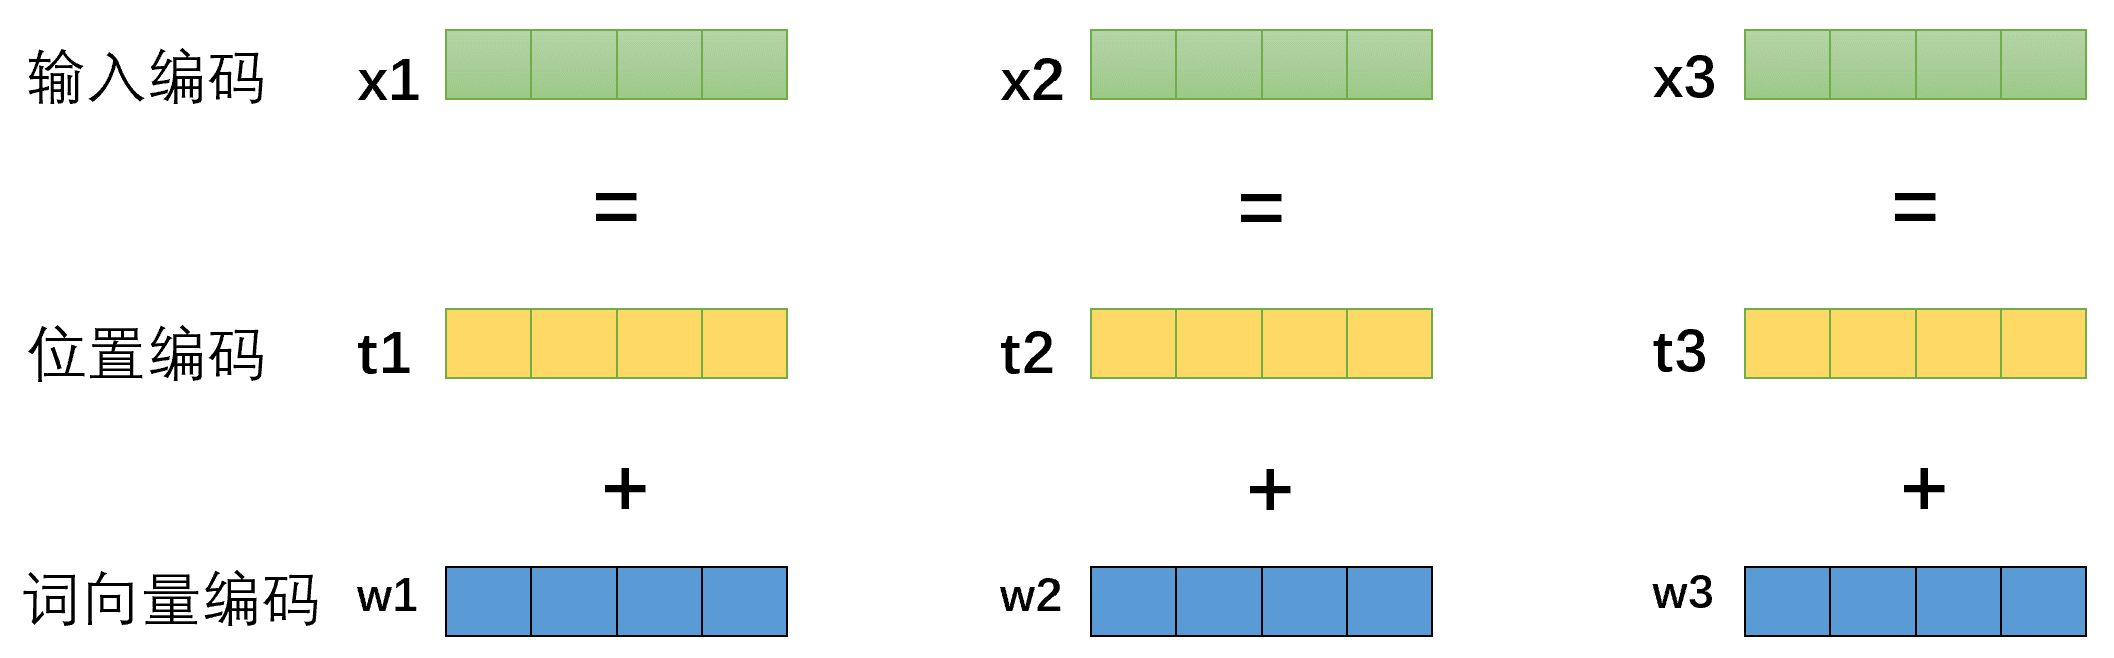 输入编码 x1 x2 x3
= = =
位置编码 t1 t2 t3
+ + +
词向量编码 w1 w2 w3